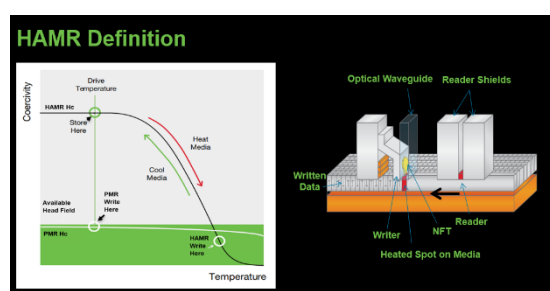 HAMR Definition
Coercivity
Drive
Temperature
HAMR Hc
Store
Here
Heat
Media
Cool
Media
Available
Head Field
PMR
Write
Here
PMR Hc
HAMR
Write
Here
Temperature
Optical Waveguide
Reader Shields
Written
Data
Writer
NFT
Reader
Heated Spot on Media